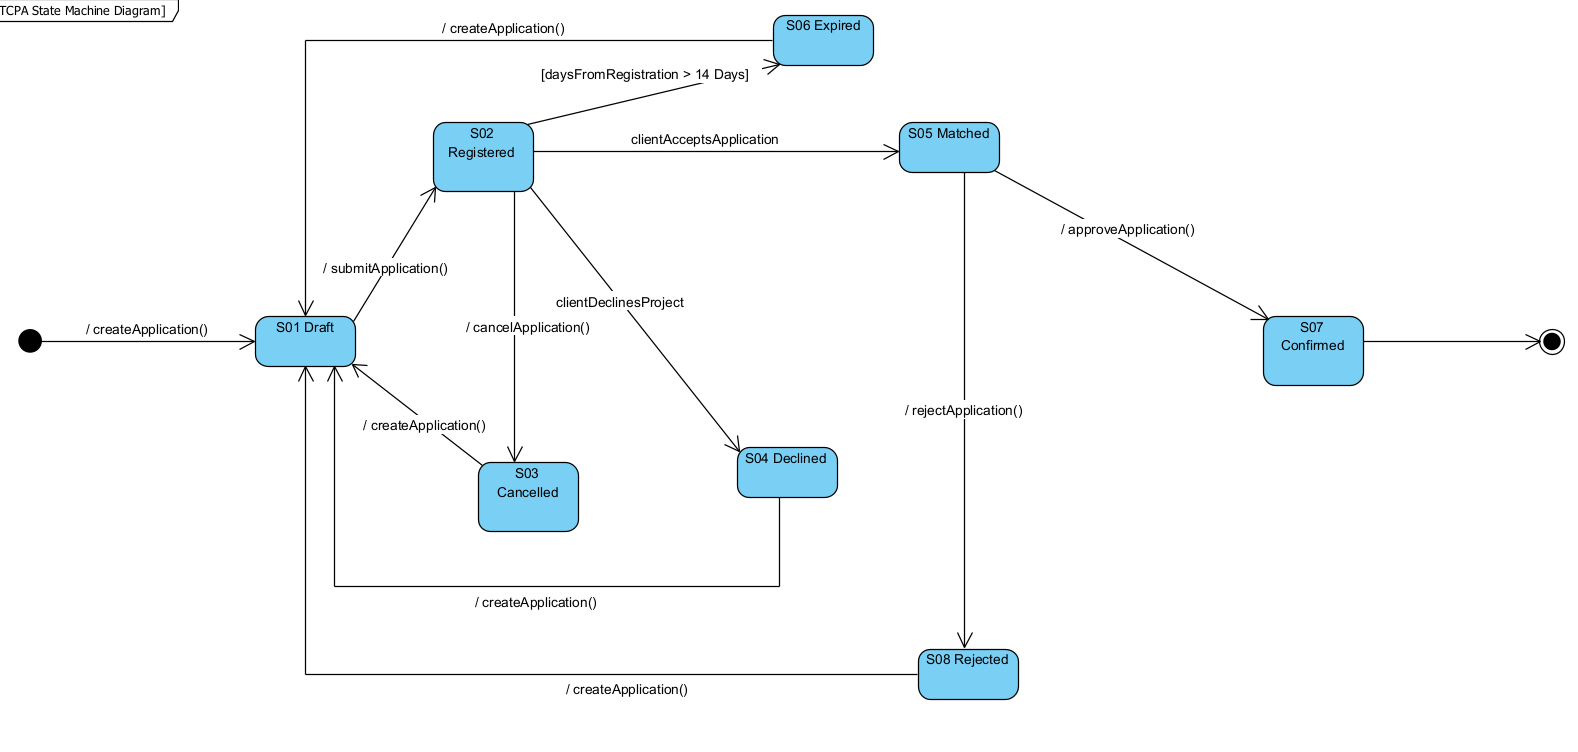 TCPA State Machine Diagram]
/ createApplication()
S06 Expired
[daysFromRegistration > 14 Days]
S02
Registered
clientAcceptsApplication
S05 Matched
/ approveApplication()
/ submitApplication()
clientDeclinesProject
/ createApplication()
S01 Draft
/ cancelApplication()
S07
Confirmed
/ rejectApplication()
/ createApplication()
S03
Cancelled
S04 Declined
/ createApplication()
S08 Rejected
/ createApplication()